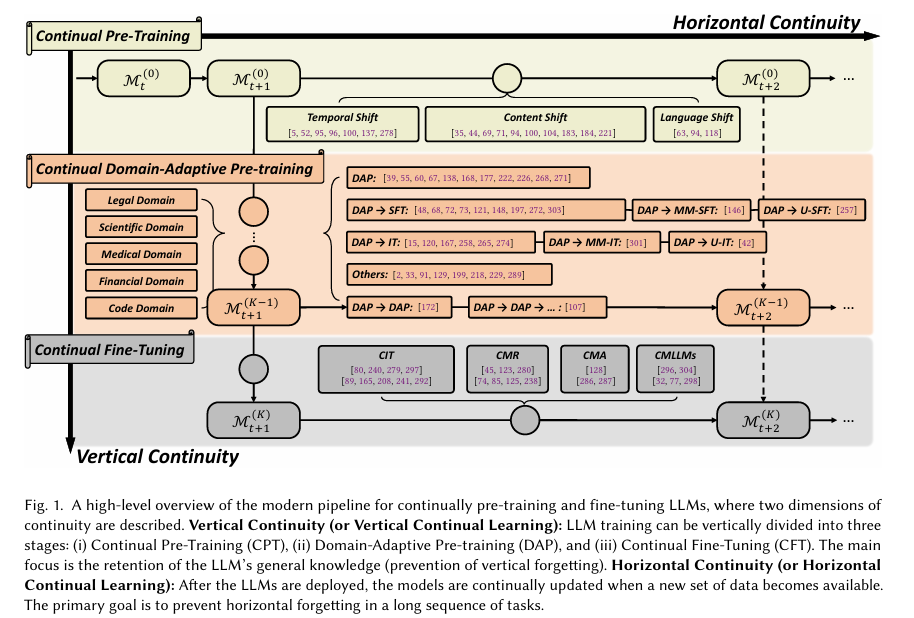 Horizontal Continuity
Continual Pre-Training
ℳ_t^(0)
ℳ_{t+1}^(0)
ℳ_{t+2}^(0)
...
Temporal Shift
[5, 52, 95, 96, 100, 137, 278]
Content Shift
[35, 44, 69, 71, 94, 100, 104, 183, 184, 221]
Language Shift
[63, 94, 118]
Continual Domain-Adaptive Pre-training
Legal Domain
Scientific Domain
Medical Domain
Financial Domain
Code Domain
⋮
ℳ_{t+1}^(K−1)
DAP: [39, 55, 60, 67, 138, 168, 177, 222, 226, 268, 271]
DAP → SFT: [48, 68, 72, 73, 121, 148, 197, 272, 303]
DAP → MM-SFT: [146]
DAP → U-SFT: [257]
DAP → IT: [15, 120, 167, 258, 265, 274]
DAP → MM-IT: [301]
DAP → U-IT: [42]
Others: [2, 33, 91, 129, 199, 218, 229, 289]
DAP → DAP: [172]
DAP → DAP → ... : [107]
ℳ_{t+2}^(K−1)
...
Continual Fine-Tuning
CIT
[80, 240, 279, 297]
[89, 165, 208, 241, 292]
CMR
[45, 123, 280]
[74, 85, 125, 238]
CMA
[128]
[286, 287]
CMLLMs
[296, 304]
[32, 77, 298]
ℳ_{t+1}^(K)
ℳ_{t+2}^(K)
...
Vertical Continuity
Fig. 1. A high-level overview of the modern pipeline for continually pre-training and fine-tuning LLMs, where two dimensions of
continuity are described. Vertical Continuity (or Vertical Continual Learning): LLM training can be vertically divided into three
stages: (i) Continual Pre-Training (CPT), (ii) Domain-Adaptive Pre-training (DAP), and (iii) Continual Fine-Tuning (CFT). The main
focus is the retention of the LLM's general knowledge (prevention of vertical forgetting). Horizontal Continuity (or Horizontal
Continual Learning): After the LLMs are deployed, the models are continually updated when a new set of data becomes available.
The primary goal is to prevent horizontal forgetting in a long sequence of tasks.